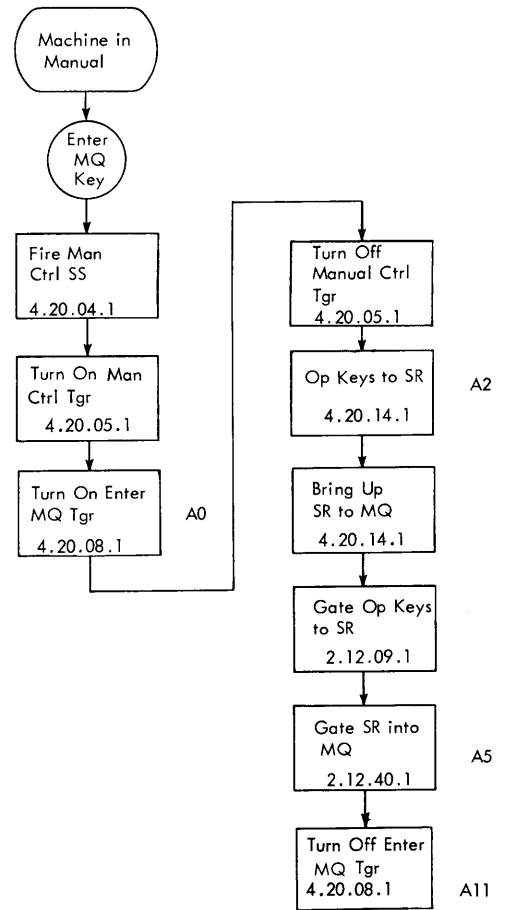 Machine in
Manual
Enter
MQ
Key
Fire Man
Ctrl SS
4.20.04.1
Turn On Man
Ctrl Tgr
4.20.05.1
Turn On Enter
MQ Tgr
4.20.08.1
A0
Turn Off
Manual Ctrl
Tgr
4.20.05.1
Op Keys to SR
4.20.14.1
A2
Bring Up
SR to MQ
4.20.14.1
Gate Op Keys
to SR
2.12.09.1
Gate SR into
MQ
2.12.40.1
A5
Turn Off Enter
MQ Tgr
4.20.08.1
A11